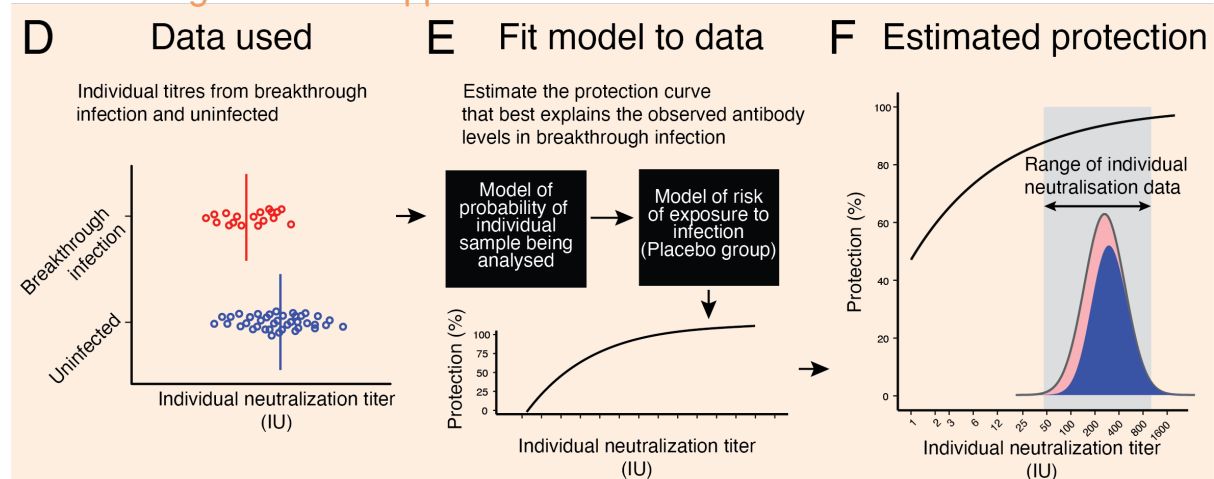 D Data used
Individual titres from breakthrough
infection and uninfected
Breakthrough
infection
Uninfected
Individual neutralization titer
(IU)
E Fit model to data
Estimate the protection curve
that best explains the observed antibody
levels in breakthrough infection
Model of
probability of
individual
sample being
analysed
Model of risk
of exposure to
infection
(Placebo group)
Protection (%)
100
75
50
25
0
Individual neutralization titer
(IU)
F Estimated protection
Protection (%)
100
80
60
40
20
0
Range of individual
neutralisation data
1 2 3 6 12 25 50 100 200 400 800 1600
Individual neutralization titer
(IU)